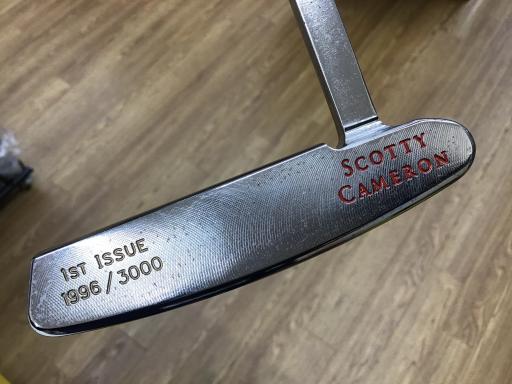 SCOTTY
CAMERON
1ST ISSUE
1996 / 3000